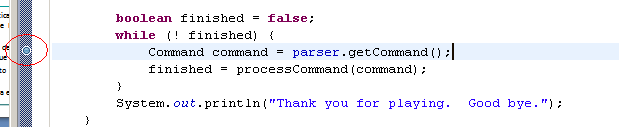 boolean finished = false;
while (! finished) {
Command command = parser.getCommand();
finished = processCommand(command);
}
System.out.println("Thank you for playing.  Good bye.");
}